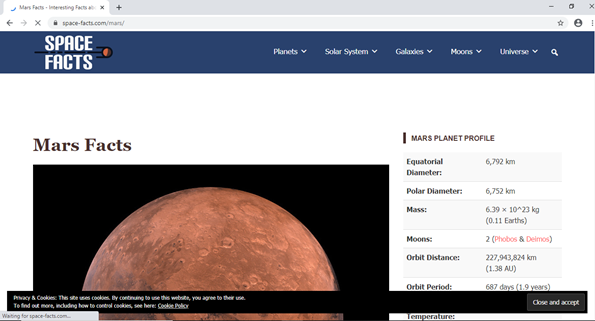 Mars Facts - Interesting Facts ab
space-facts.com/mars/
SPACE
FACTS
Planets Solar System Galaxies Moons Universe
Mars Facts
MARS PLANET PROFILE
Equatorial Diameter: 6,792 km
Polar Diameter: 6,752 km
Mass: 6.39 × 10^23 kg
(0.11 Earths)
Moons: 2 (Phobos & Deimos)
Orbit Distance: 227,943,824 km
(1.38 AU)
Orbit Period: 687 days (1.9 years)
Temperature:
Privacy & Cookies: This site uses cookies. By continuing to use this website, you agree to their use.
To find out more, including how to control cookies, see here: Cookie Policy
Close and accept
Waiting for space-facts.com...